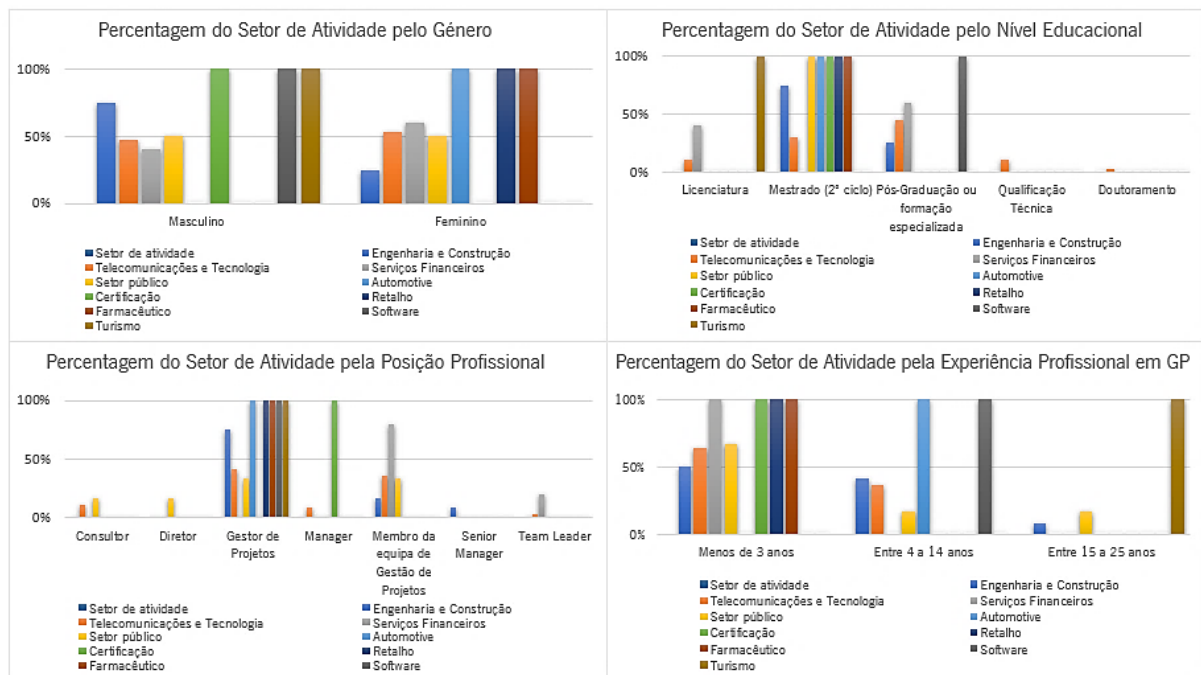 Percentagem do Setor de Atividade pelo Género
100%
50%
0%
Masculino
Feminino
Setor de atividade
Engenharia e Construção
Telecomunicações e Tecnologia
Serviços Financeiros
Setor público
Automotive
Certificação
Retalho
Farmacêutico
Software
Turismo
Percentagem do Setor de Atividade pelo Nível Educacional
100%
50%
0%
Licenciatura
Mestrado (2º ciclo)
Pós-Graduação ou
formação
especializada
Qualificação
Técnica
Doutoramento
Setor de atividade
Engenharia e Construção
Telecomunicações e Tecnologia
Serviços Financeiros
Setor público
Automotive
Certificação
Retalho
Farmacêutico
Software
Turismo
Percentagem do Setor de Atividade pela Posição Profissional
100%
50%
0%
Consultor
Diretor
Gestor de
Projetos
Manager
Membro da
equipa de
Gestão de
Projetos
Senior
Manager
Team Leader
Setor de atividade
Engenharia e Construção
Telecomunicações e Tecnologia
Serviços Financeiros
Setor público
Automotive
Certificação
Retalho
Farmacêutico
Software
Percentagem do Setor de Atividade pela Experiência Profissional em GP
100%
50%
0%
Menos de 3 anos
Entre 4 a 14 anos
Entre 15 a 25 anos
Setor de atividade
Engenharia e Construção
Telecomunicações e Tecnologia
Serviços Financeiros
Setor público
Automotive
Certificação
Retalho
Farmacêutico
Software
Turismo